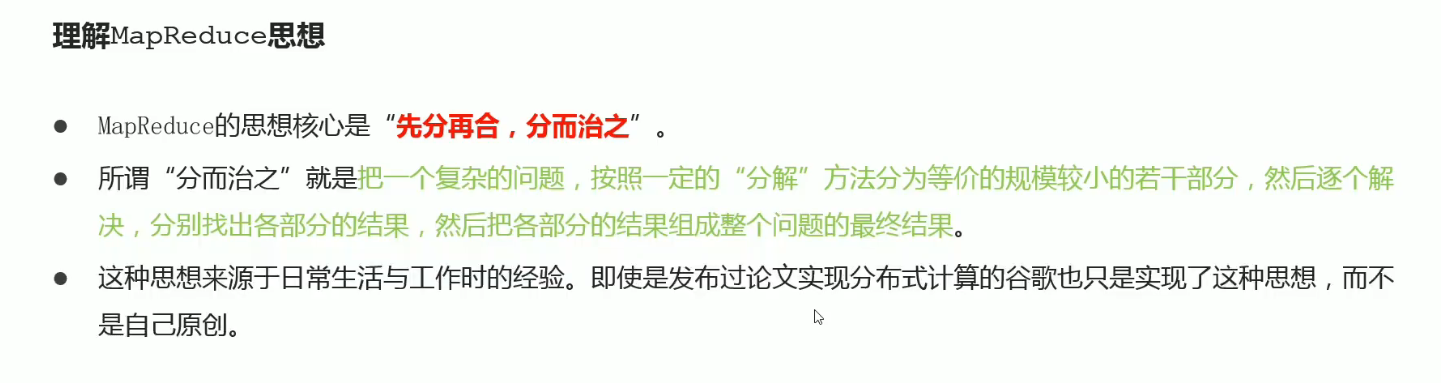 理解MapReduce思想
● MapReduce的思想核心是“先分再合，分而治之”。
● 所谓“分而治之”就是把一个复杂的问题，按照一定的“分解”方法分为等价的规模较小的若干部分，然后逐个解
决，分别找出各部分的结果，然后把各部分的结果组成整个问题的最终结果。
● 这种思想来源于日常生活与工作时的经验。即使是发布过论文实现分布式计算的谷歌也只是实现了这种思想，而不
是自己原创。